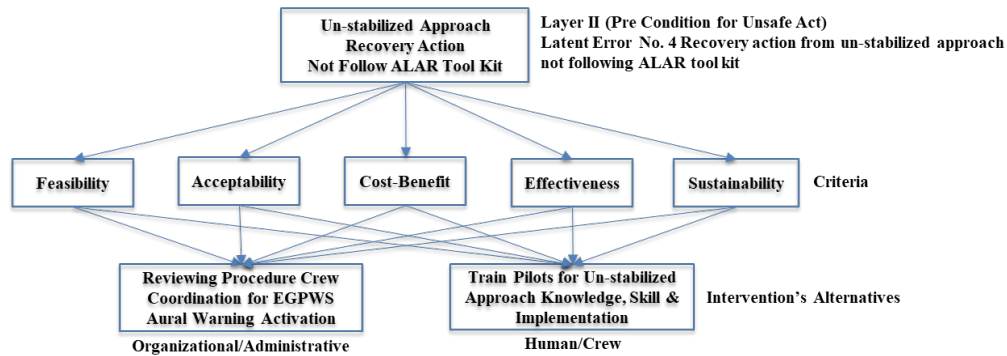 Un-stabilized Approach
Recovery Action
Not Follow ALAR Tool Kit
Layer II (Pre Condition for Unsafe Act)
Latent Error No. 4 Recovery action from un-stabilized approach
not following ALAR tool kit
Feasibility
Acceptability
Cost-Benefit
Effectiveness
Sustainability
Criteria
Reviewing Procedure Crew
Coordination for EGPWS
Aural Warning Activation
Train Pilots for Un-stabilized
Approach Knowledge, Skill &
Implementation
Intervention's Alternatives
Organizational/Administrative
Human/Crew